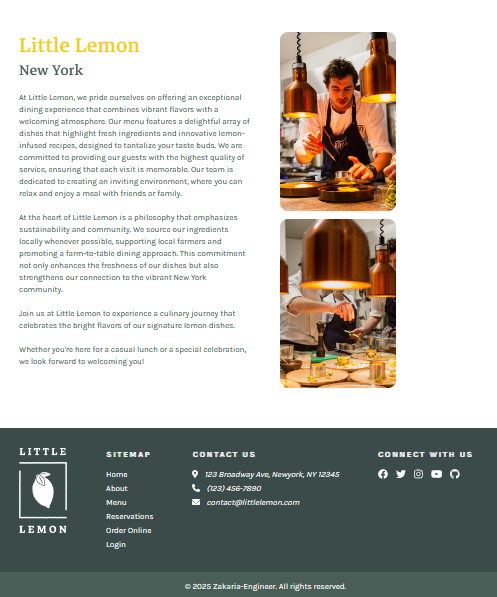 Little Lemon
New York
At Little Lemon, we pride ourselves on offering an exceptional
dining experience that combines vibrant flavors with a
welcoming atmosphere. Our menu features a delightful array of
dishes that highlight fresh ingredients and innovative lemon-
infused recipes, designed to tantalize your taste buds. We are
committed to providing our guests with the highest quality of
service, ensuring that each visit is memorable. Our team is
dedicated to creating an inviting environment, where you can
relax and enjoy a meal with friends or family.
At the heart of Little Lemon is a philosophy that emphasizes
sustainability and community. We source our ingredients
locally whenever possible, supporting local farmers and
promoting a farm-to-table dining approach. This commitment
not only enhances the freshness of our dishes but also
strengthens our connection to the vibrant New York
community.
Join us at Little Lemon to experience a culinary journey that
celebrates the bright flavors of our signature lemon dishes.
Whether you're here for a casual lunch or a special celebration,
we look forward to welcoming you!
LITTLE
LEMON
SITEMAP
Home
About
Menu
Reservations
Order Online
Login
CONTACT US
123 Broadway Ave, Newyork, NY 12345
(123) 456-7890
contact@littlelemon.com
CONNECT WITH US
© 2025 Zakaria-Engineer. All rights reserved.